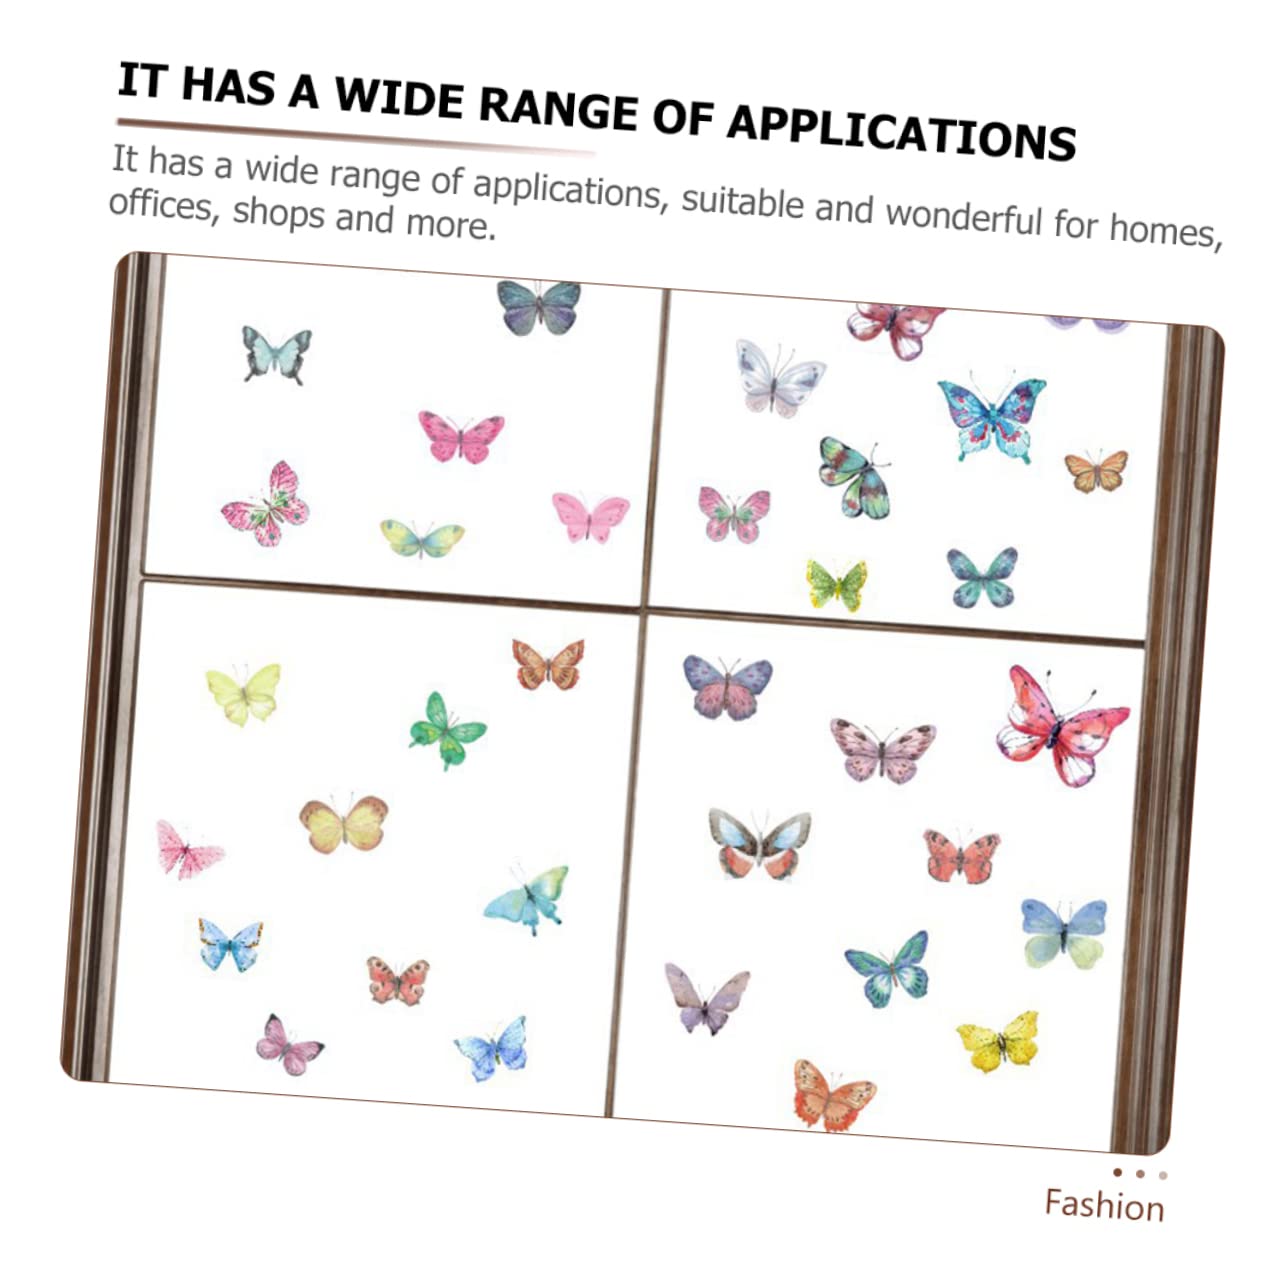 IT HAS A WIDE RANGE OF APPLICATIONS
It has a wide range of applications, suitable and wonderful for homes,
offices, shops and more.
Fashion